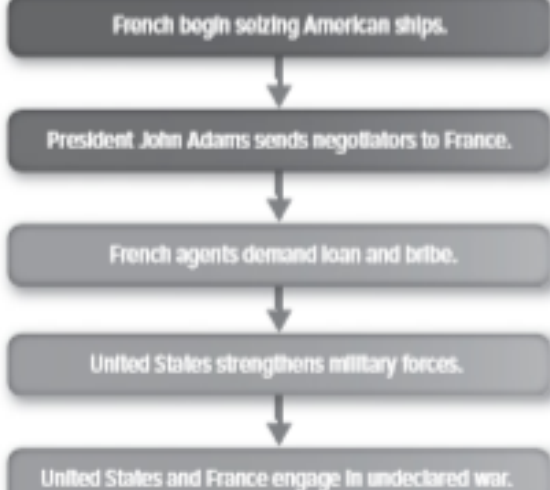 French begin seizing American ships.
President John Adams sends negotiators to France.
French agents demand loan and bribe.
United States strengthens military forces.
United States and France engage in undeclared war.